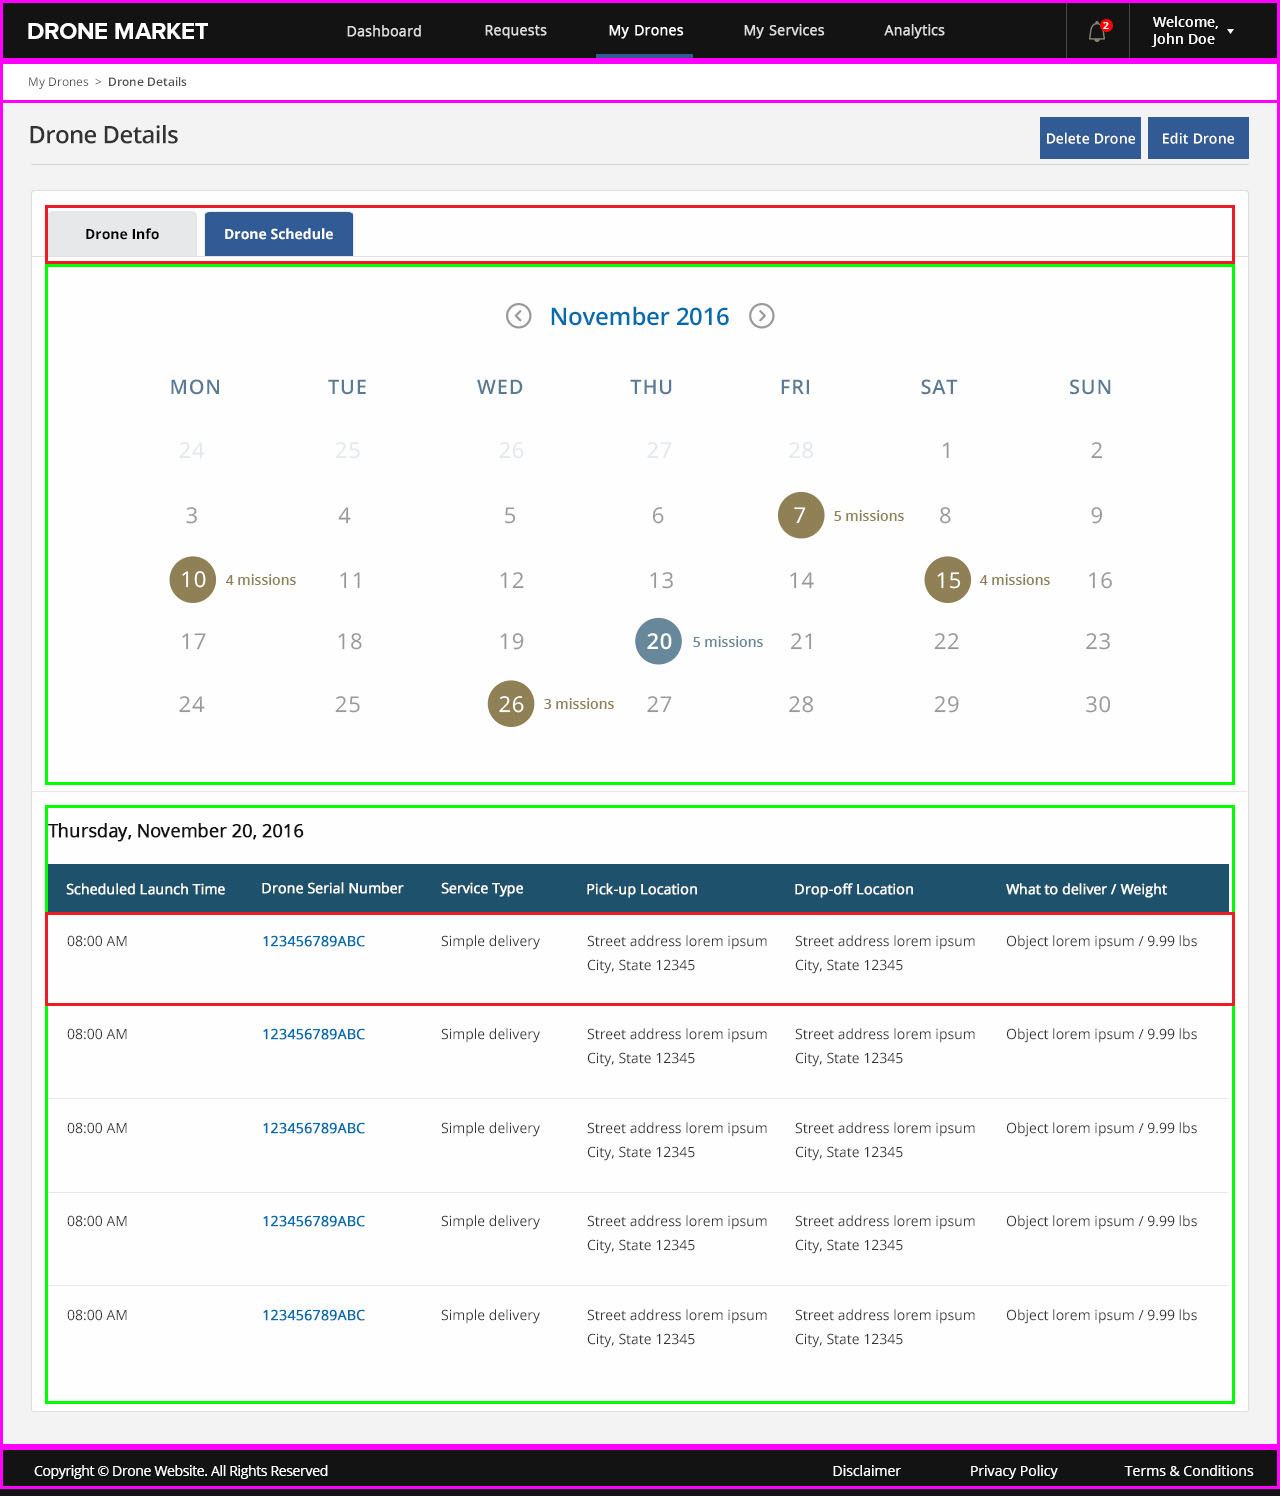 DRONE MARKET
Dashboard Requests My Drones My Services Analytics
2
Welcome,
John Doe
My Drones > Drone Details
Drone Details
Delete Drone Edit Drone
Drone Info Drone Schedule
November 2016
MON TUE WED THU FRI SAT SUN
24 25 26 27 28 1 2
3 4 5 6 7 5 missions 8 9
10 4 missions 11 12 13 14 15 4 missions 16
17 18 19 20 5 missions 21 22 23
24 25 26 3 missions 27 28 29 30
Thursday, November 20, 2016
Scheduled Launch Time Drone Serial Number Service Type Pick-up Location Drop-off Location What to deliver / Weight
08:00 AM 123456789ABC Simple delivery Street address lorem ipsum Street address lorem ipsum Object lorem ipsum / 9.99 lbs
City, State 12345 City, State 12345
08:00 AM 123456789ABC Simple delivery Street address lorem ipsum Street address lorem ipsum Object lorem ipsum / 9.99 lbs
City, State 12345 City, State 12345
08:00 AM 123456789ABC Simple delivery Street address lorem ipsum Street address lorem ipsum Object lorem ipsum / 9.99 lbs
City, State 12345 City, State 12345
08:00 AM 123456789ABC Simple delivery Street address lorem ipsum Street address lorem ipsum Object lorem ipsum / 9.99 lbs
City, State 12345 City, State 12345
08:00 AM 123456789ABC Simple delivery Street address lorem ipsum Street address lorem ipsum Object lorem ipsum / 9.99 lbs
City, State 12345 City, State 12345
Copyright © Drone Website. All Rights Reserved Disclaimer Privacy Policy Terms & Conditions